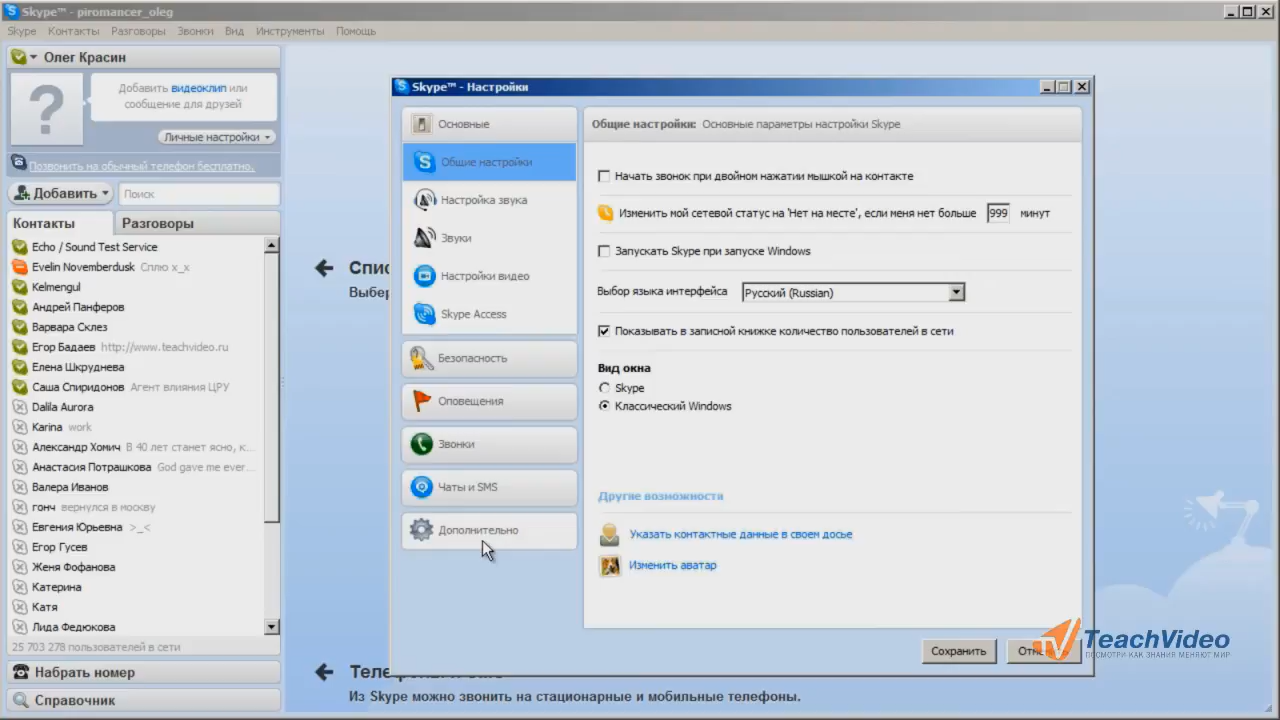 Skype™ - piromancer_oleg
Skype Контакты Разговоры Звонки Вид Инструменты Помощь
Олег Красин
Добавить видеоклип или
сообщение для друзей
Личные настройки
Позвонить на обычный телефон бесплатно.
Добавить
Поиск
Контакты
Разговоры
Echo / Sound Test Service
Evelin Novemberdusk Сплю x_x
Kelmengul
Андрей Панферов
Варвара Склез
Егор Бадаев http://www.teachvideo.ru
Елена Шкруднева
Саша Спиридонов Агент влияния ЦРУ
Dalila Aurora
Karina work
Александр Хомич В 40 лет станет ясно, к...
Анастасия Потрашкова God gave me ever...
Валера Иванов
гонч вернулся в москву
Евгения Юрьевна >_<
Егор Гусев
Женя Фофанова
Катерина
Катя
Лида Федюкова
25 703 278 пользователей в сети
Набрать номер
Справочник
Skype™ - Настройки
Основные
Общие настройки
Настройка звука
Звуки
Настройки видео
Skype Access
Безопасность
Оповещения
Звонки
Чаты и SMS
Дополнительно
Общие настройки: Основные параметры настройки Skype
Начать звонок при двойном нажатии мышкой на контакте
Изменить мой сетевой статус на 'Нет на месте', если меня нет больше 999 минут
Запускать Skype при запуске Windows
Выбор языка интерфейса Русский (Russian)
Показывать в записной книжке количество пользователей в сети
Вид окна
Skype
Классический Windows
Другие возможности
Указать контактные данные в своем досье
Изменить аватар
Сохранить
TeachVideo
ПОСМОТРИ КАК ЗНАНИЯ МЕНЯЮТ МИР
Из Skype можно звонить на стационарные и мобильные телефоны.